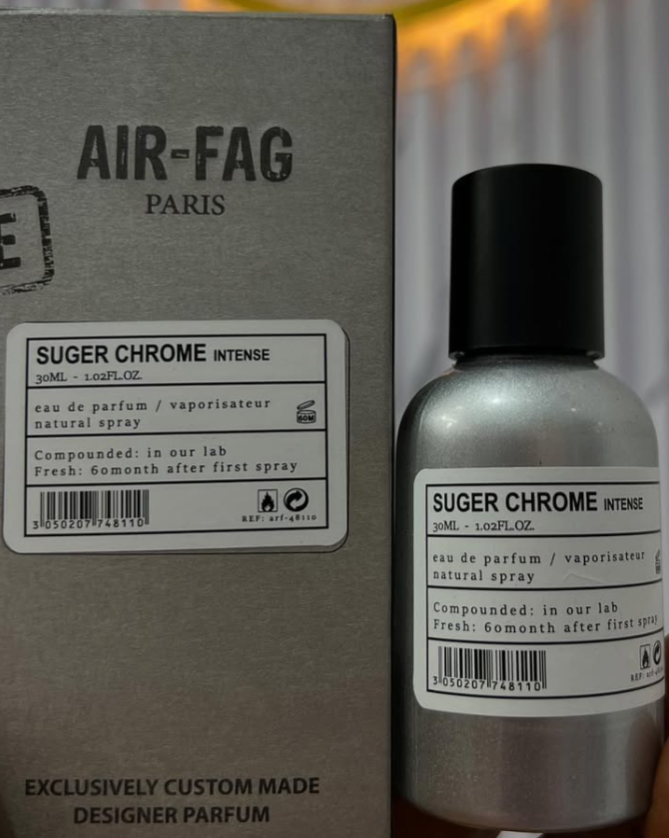 AIR-FAG
PARIS
E
SUGER CHROME INTENSE
30ML - 1.02FL.OZ.
eau de parfum / vaporisateur
natural spray
60M
Compounded: in our lab
Fresh: 60month after first spray
3 050207 748110
REF: arf-48110
EXCLUSIVELY CUSTOM MADE
DESIGNER PARFUM
SUGER CHROME INTENSE
30ML - 1.02FL.OZ.
eau de parfum / vaporisateur
natural spray
Compounded: in our lab
Fresh: 60month after first spray
3 050207 748110
REF: